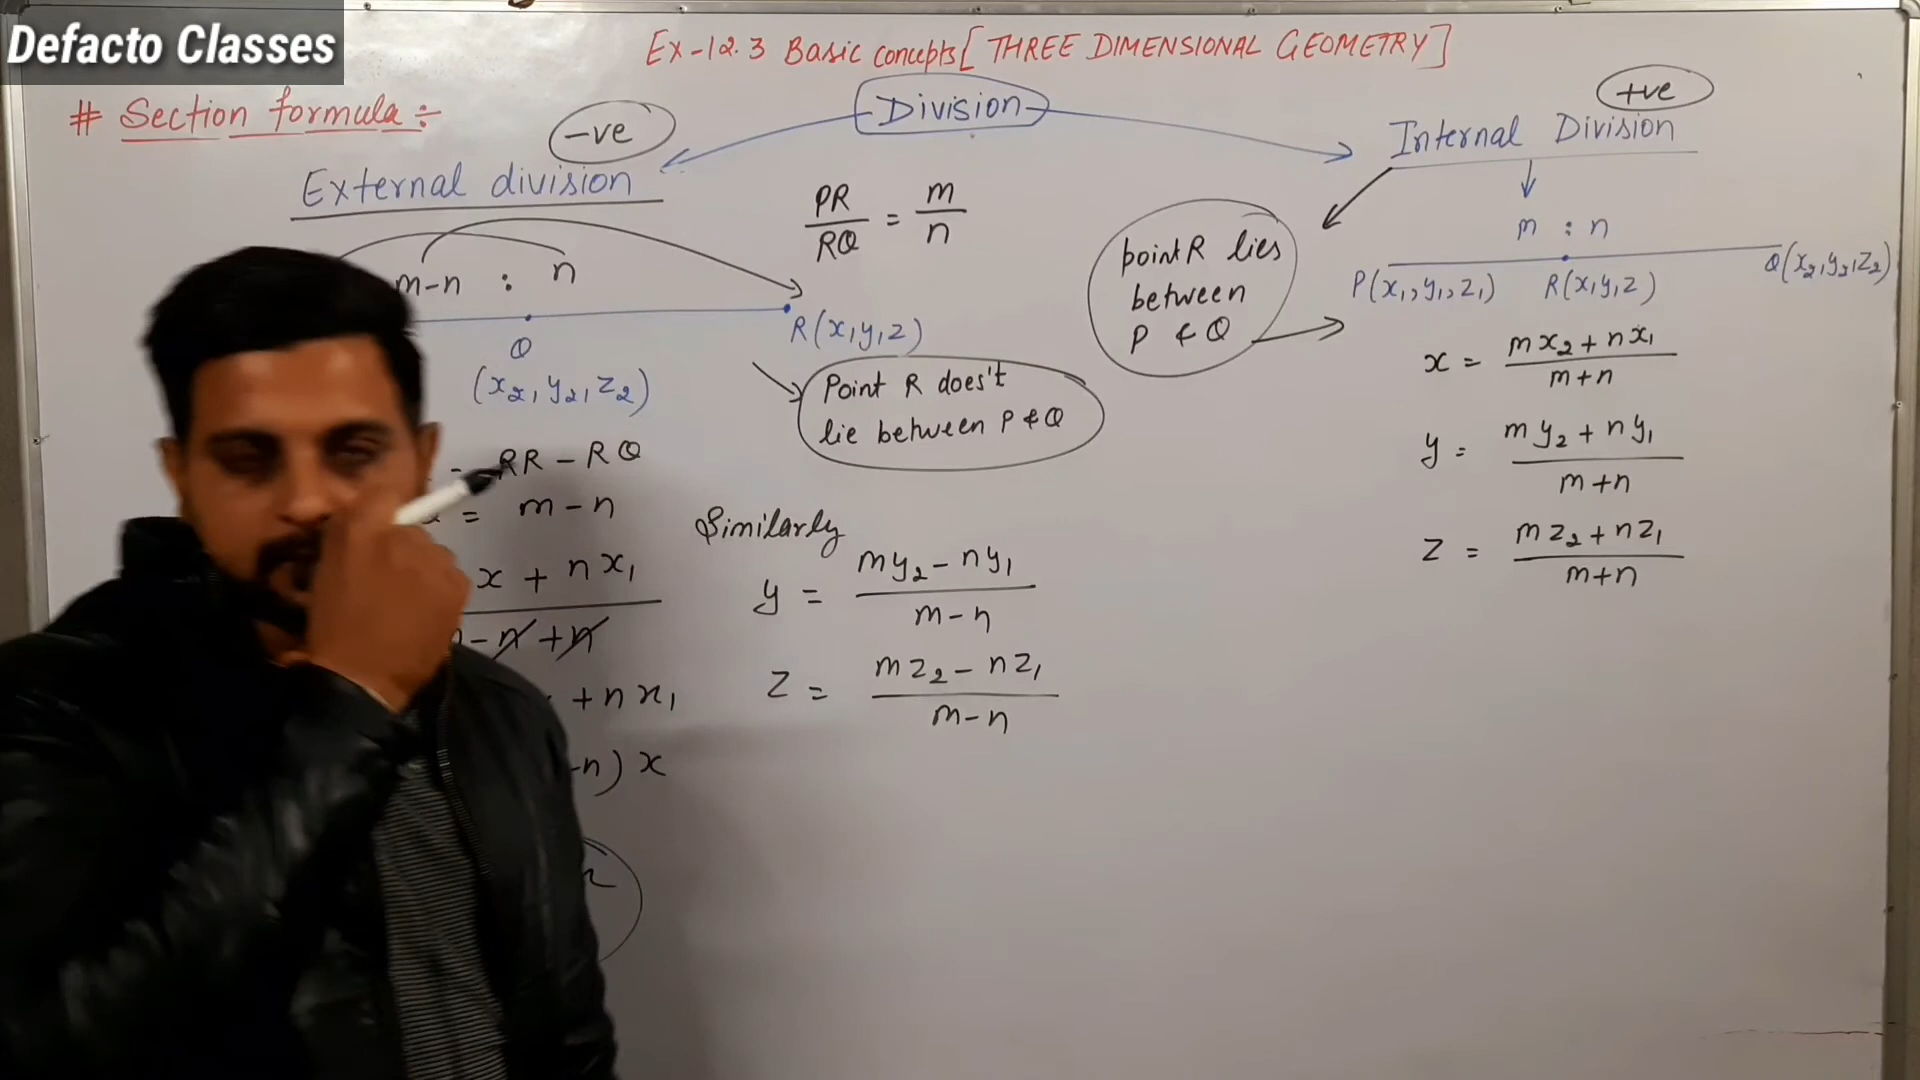 Defacto Classes
Ex-12.3 Basic concepts [THREE DIMENSIONAL GEOMETRY]
# Section formula :-
Division
-ve
External division
m-n : n
Q
(x₂, y₂, z₂)
R(x,y,z)
PR/RQ = m/n
Point R does't
lie between P & Q
= PR - RQ
= m - n
x + nx₁
- n + n
+ nx₁
-n) x
Similarly
y = (my₂ - ny₁)/(m-n)
z = (mz₂ - nz₁)/(m-n)
+ve
Internal Division
m : n
P(x₁, y₁, z₁) R(x,y,z) Q(x₂,y₂,z₂)
point R lies
between
P & Q
x = (mx₂ + nx₁)/(m+n)
y = (my₂ + ny₁)/(m+n)
z = (mz₂ + nz₁)/(m+n)